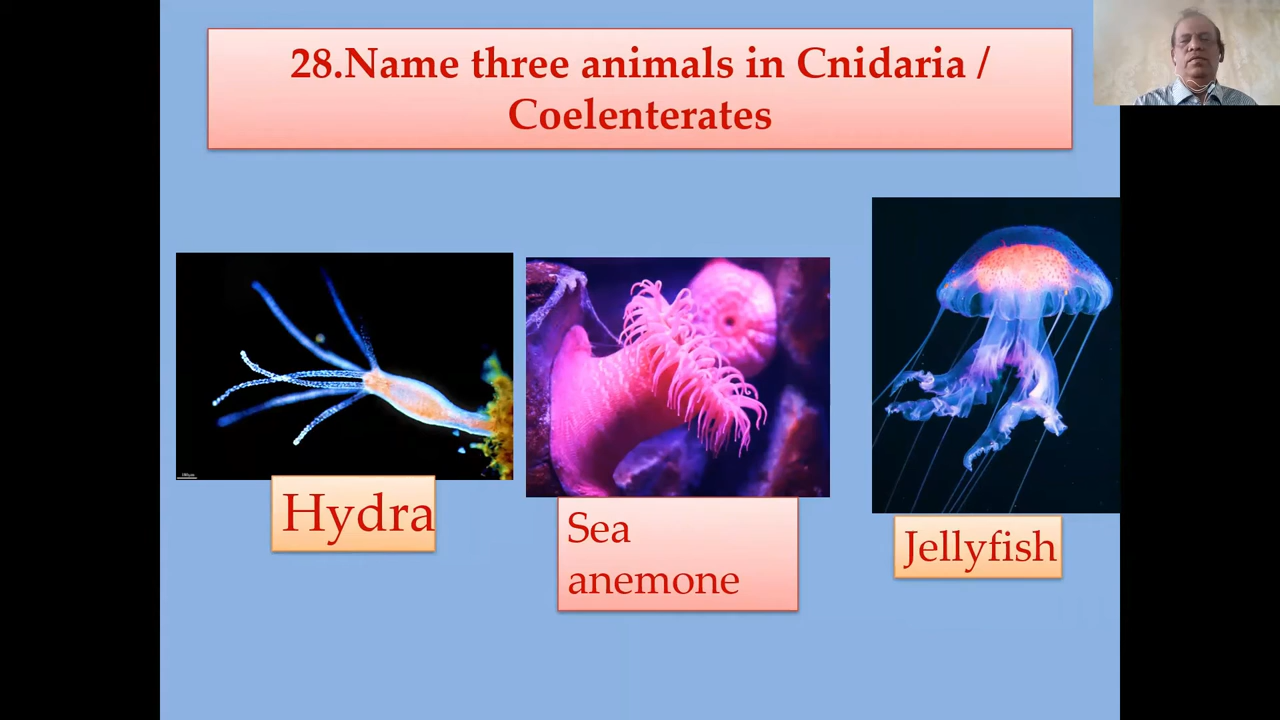 28.Name three animals in Cnidaria /
Coelenterates
Hydra
Sea
anemone
Jellyfish